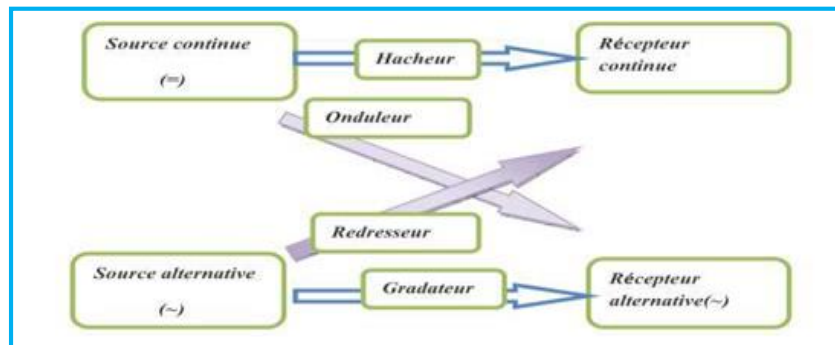 Source continue
(=)
Hacheur
Récepteur
continue
Onduleur
Redresseur
Source alternative
(~)
Gradateur
Récepteur
alternative(~)